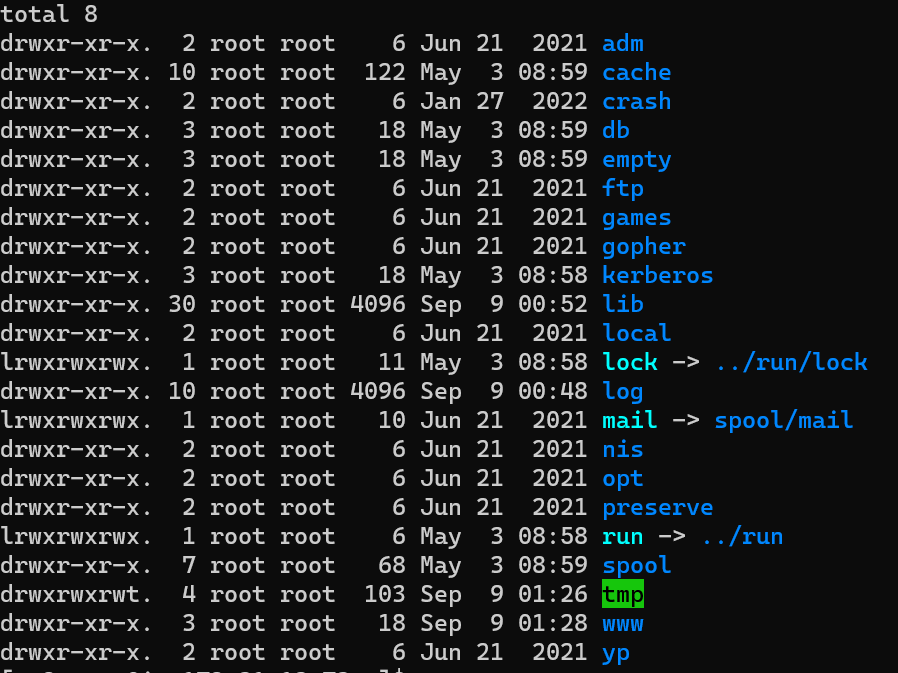 total 8
drwxr-xr-x.  2 root root    6 Jun 21  2021 adm
drwxr-xr-x. 10 root root  122 May  3 08:59 cache
drwxr-xr-x.  2 root root    6 Jan 27  2022 crash
drwxr-xr-x.  3 root root   18 May  3 08:59 db
drwxr-xr-x.  3 root root   18 May  3 08:59 empty
drwxr-xr-x.  2 root root    6 Jun 21  2021 ftp
drwxr-xr-x.  2 root root    6 Jun 21  2021 games
drwxr-xr-x.  2 root root    6 Jun 21  2021 gopher
drwxr-xr-x.  3 root root   18 May  3 08:58 kerberos
drwxr-xr-x. 30 root root 4096 Sep  9 00:52 lib
drwxr-xr-x.  2 root root    6 Jun 21  2021 local
lrwxrwxrwx.  1 root root   11 May  3 08:58 lock -> ../run/lock
drwxr-xr-x. 10 root root 4096 Sep  9 00:48 log
lrwxrwxrwx.  1 root root   10 Jun 21  2021 mail -> spool/mail
drwxr-xr-x.  2 root root    6 Jun 21  2021 nis
drwxr-xr-x.  2 root root    6 Jun 21  2021 opt
drwxr-xr-x.  2 root root    6 Jun 21  2021 preserve
lrwxrwxrwx.  1 root root    6 May  3 08:58 run -> ../run
drwxr-xr-x.  7 root root   68 May  3 08:59 spool
drwxrwxrwt.  4 root root  103 Sep  9 01:26 tmp
drwxr-xr-x.  3 root root   18 Sep  9 01:28 www
drwxr-xr-x.  2 root root    6 Jun 21  2021 yp